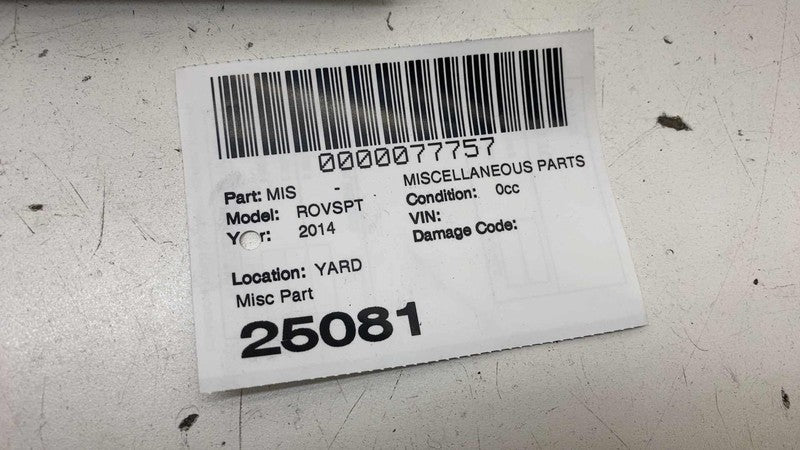 0000077757
Part: MIS - MISCELLANEOUS PARTS
Model: ROVSPT Condition: 0cc
Year: 2014 VIN:
Damage Code:
Location: YARD
Misc Part
25081